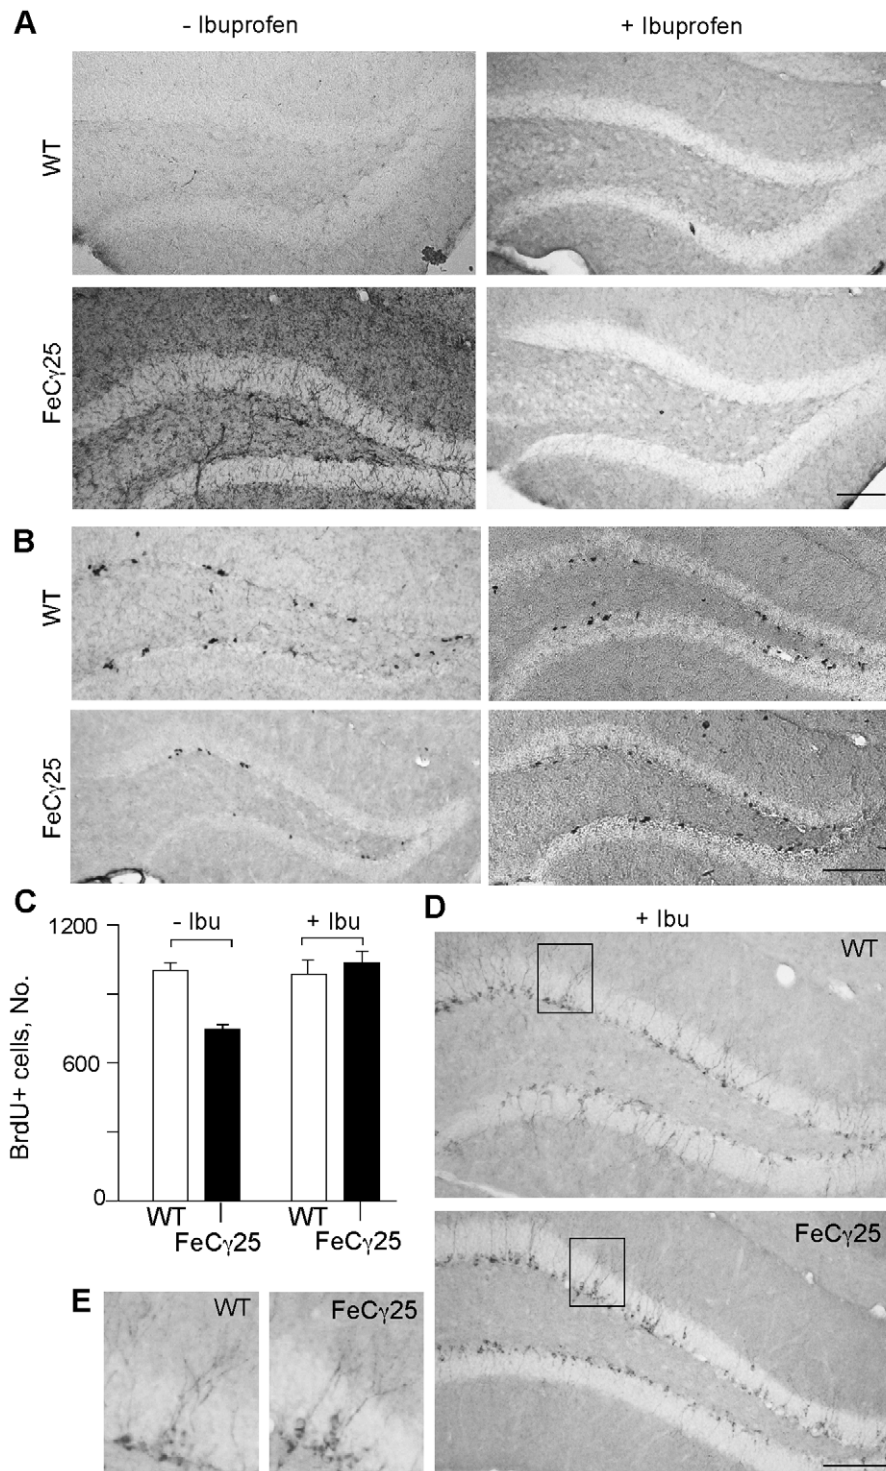 A
- Ibuprofen
+ Ibuprofen
WT
FeCγ25
B
WT
FeCγ25
C
- Ibu
+ Ibu
1200
600
0
BrdU+ cells, No.
WT
FeCγ25
WT
FeCγ25
D
+ Ibu
WT
FeCγ25
E
WT
FeCγ25